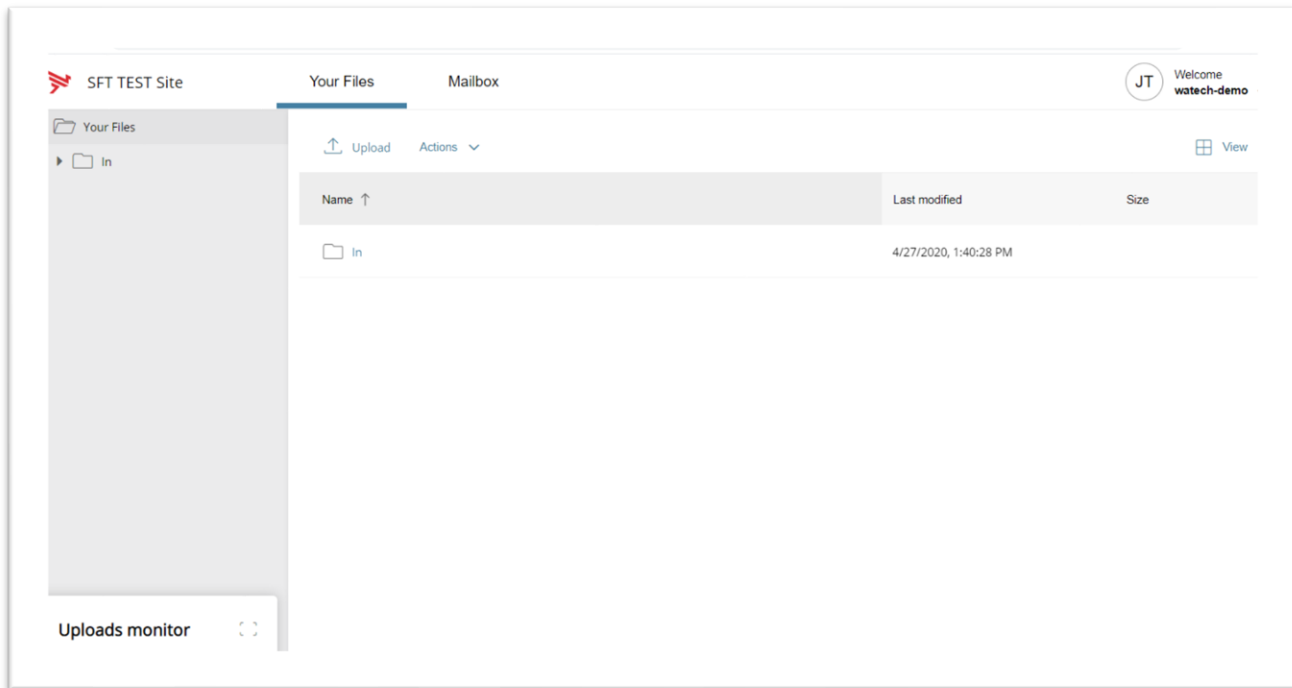 SFT TEST Site Your Files Mailbox JT Welcome
watech-demo
Your Files
In
Upload Actions View
Name Last modified Size
In 4/27/2020, 1:40:28 PM
Uploads monitor